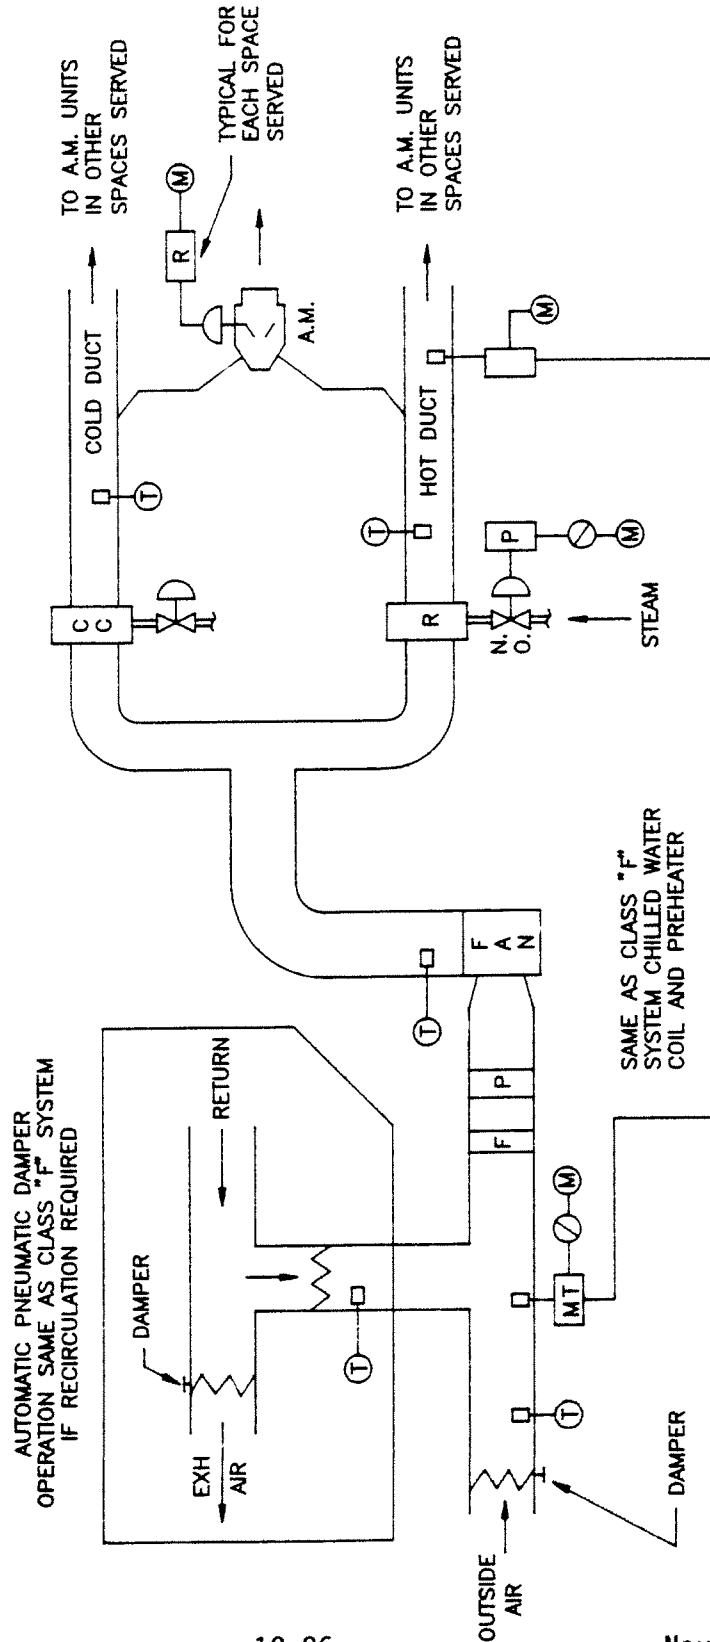 AUTOMATIC PNEUMATIC DAMPER
OPERATION SAME AS CLASS "F" SYSTEM
IF RECIRCULATION REQUIRED
DAMPER
EXH
AIR
RETURN
T
OUTSIDE
AIR
DAMPER
T
MT
M
F
P
FAN
T
SAME AS CLASS "F"
SYSTEM CHILLED WATER
COIL AND PREHEATER
CC
T
COLD DUCT
TO A.M. UNITS
IN OTHER
SPACES SERVED
R
M
TYPICAL FOR
EACH SPACE
SERVED
A.M.
R
T
HOT DUCT
TO A.M. UNITS
IN OTHER
SPACES SERVED
N.
O.
P
M
STEAM
M